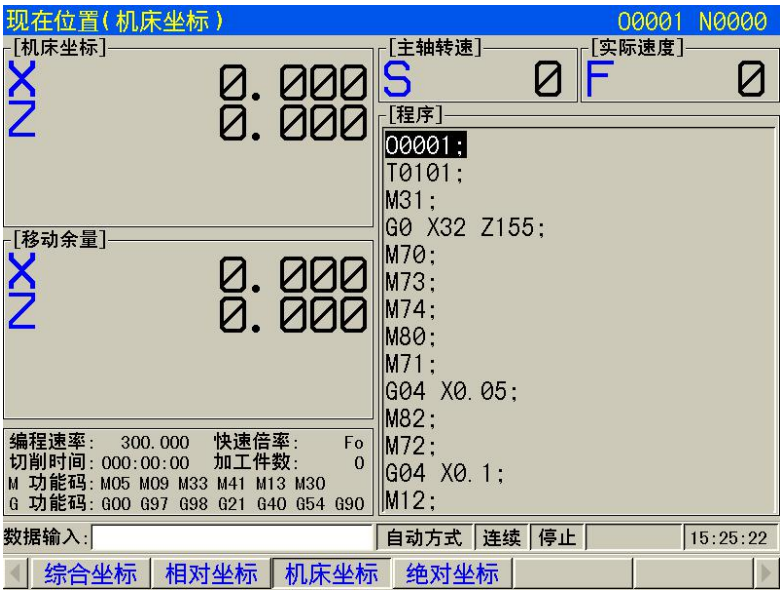 现在位置(机床坐标) O0001 N0000
[机床坐标]
X 0.000
Z 0.000
[移动余量]
X 0.000
Z 0.000
编程速率: 300.000 快速倍率: Fo
切削时间: 000:00:00 加工件数: 0
M 功能码: M05 M09 M33 M41 M13 M30
G 功能码: G00 G97 G98 G21 G40 G54 G90
[主轴转速]
S 0
[实际速度]
F 0
[程序]
O0001;
T0101;
M31;
G0 X32 Z155;
M70;
M73;
M74;
M80;
M71;
G04 X0.05;
M82;
M72;
G04 X0.1;
M12;
数据输入:
自动方式 连续 停止 15:25:22
综合坐标 相对坐标 机床坐标 绝对坐标